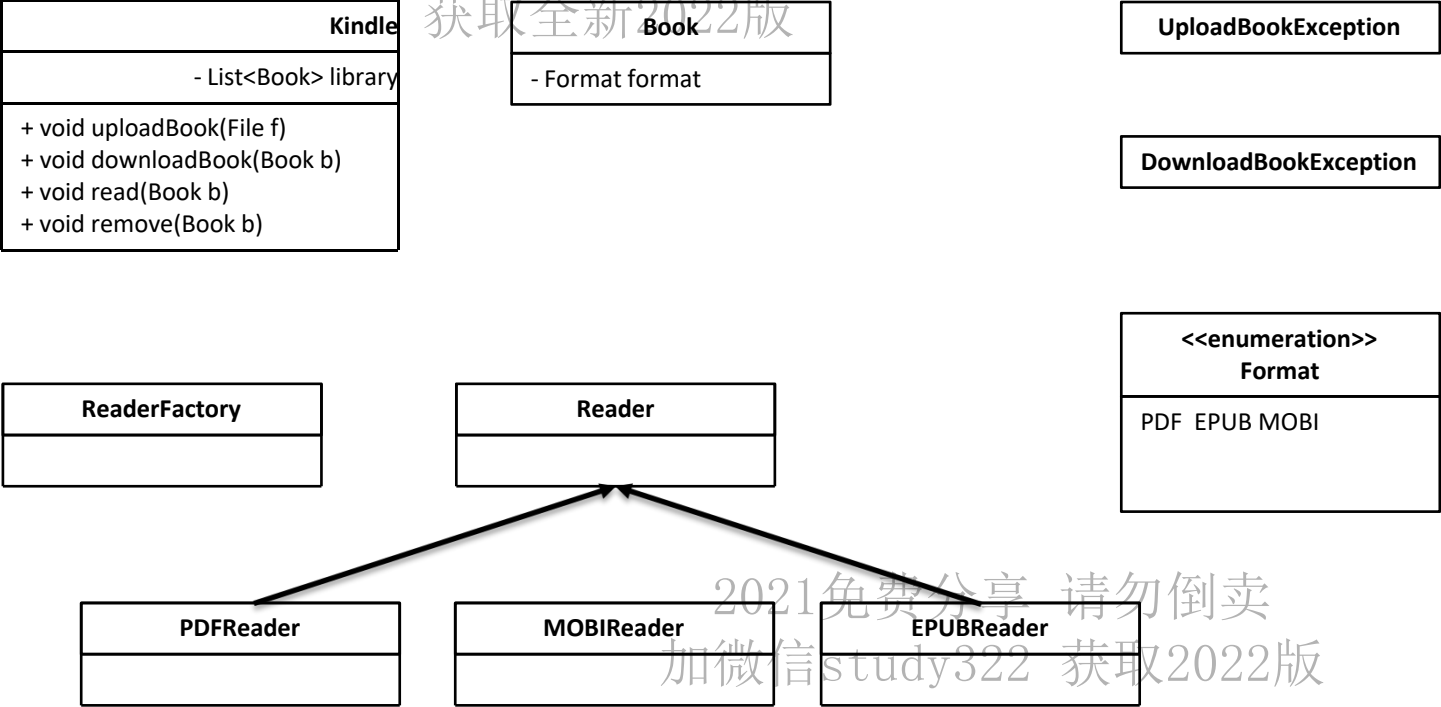 Kindle
- List<Book> library
+ void uploadBook(File f)
+ void downloadBook(Book b)
+ void read(Book b)
+ void remove(Book b)
获取全新2022版
Book
- Format format
UploadBookException
DownloadBookException
<<enumeration>>
Format
PDF EPUB MOBI
ReaderFactory
Reader
PDFReader
MOBIReader
EPUBReader
2021免费分享 请勿倒卖
加微信study322 获取2022版